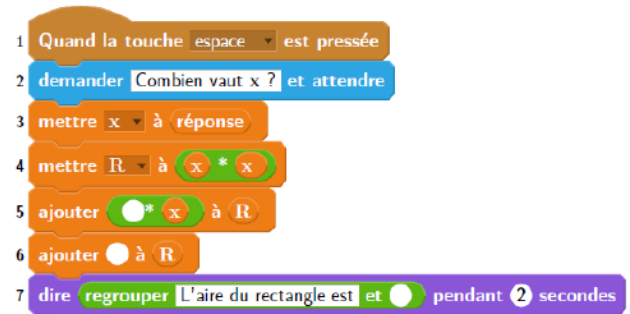 1 Quand la touche espace est pressée
2 demander Combien vaut x ? et attendre
3 mettre x à réponse
4 mettre R à x * x
5 ajouter * x à R
6 ajouter à R
7 dire regrouper L'aire du rectangle est et pendant 2 secondes